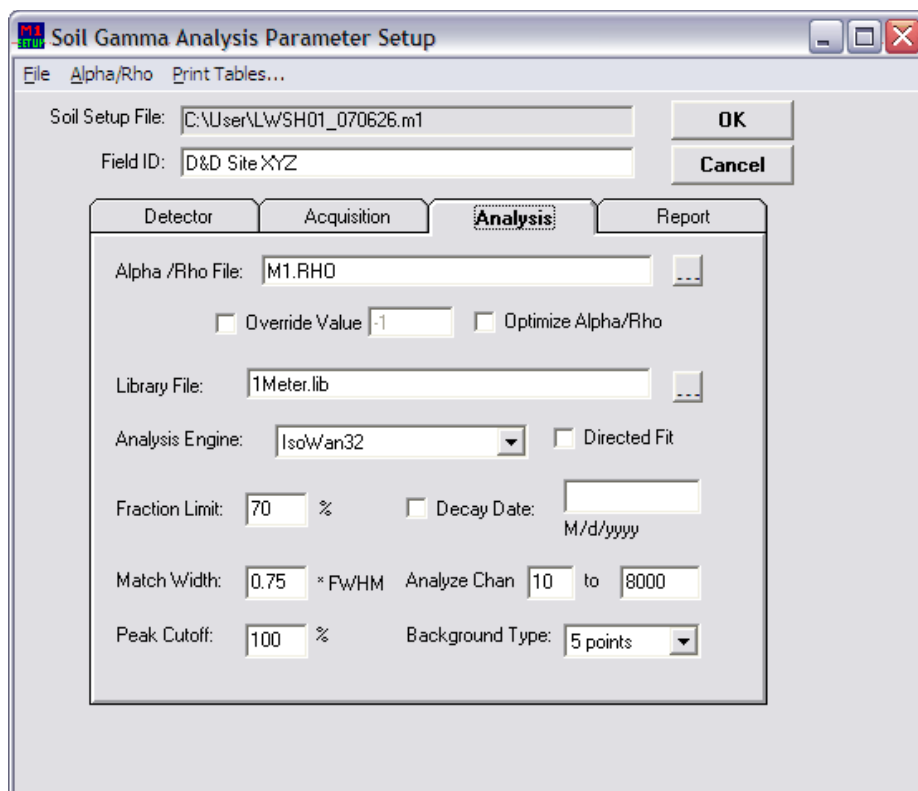 M1
SETUP
Soil Gamma Analysis Parameter Setup
File Alpha/Rho Print Tables...
Soil Setup File: C:\User\LWSH01_070626.m1 OK
Field ID: D&D Site XYZ Cancel
Detector Acquisition Analysis Report
Alpha /Rho File: M1.RHO ...
Override Value -1 Optimize Alpha/Rho
Library File: 1Meter.lib ...
Analysis Engine: IsoWan32 Directed Fit
Fraction Limit: 70 % Decay Date:
M/d/yyyy
Match Width: 0.75 * FWHM Analyze Chan 10 to 8000
Peak Cutoff: 100 % Background Type: 5 points